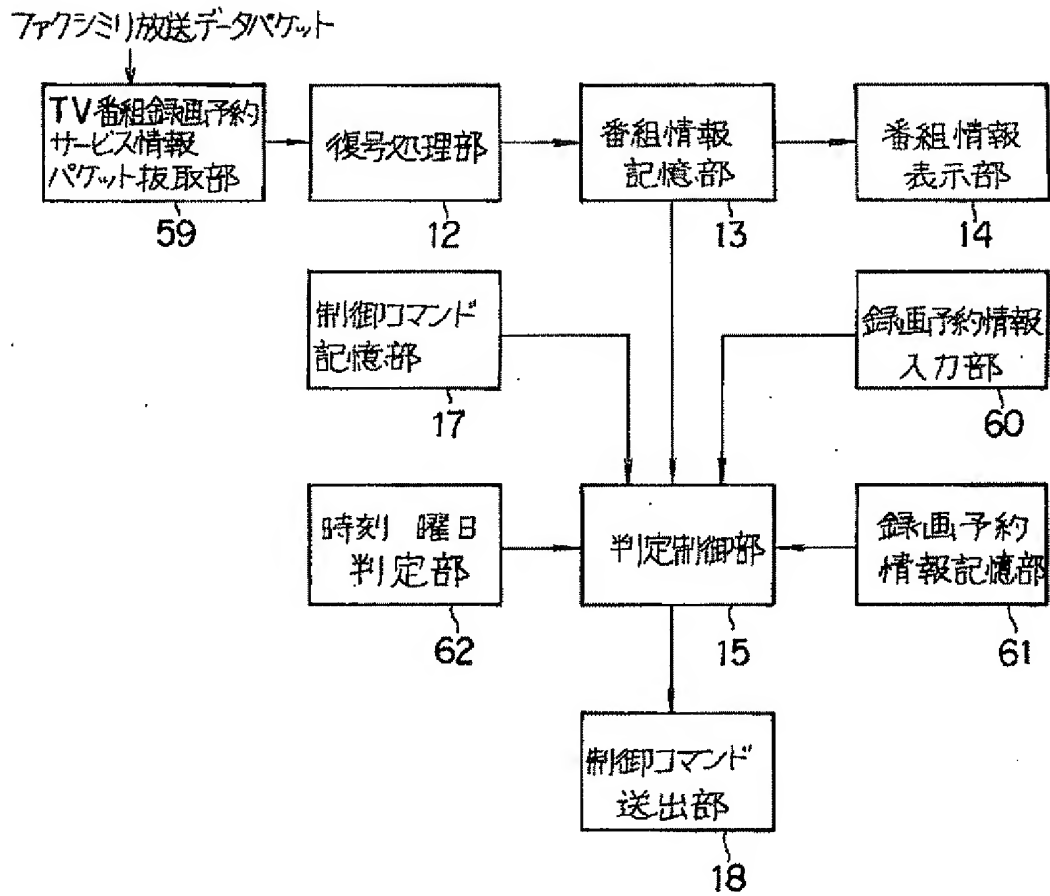 ファクシミリ放送データパケット
TV番組録画予約
サービス情報
パケット抜取部
59
復号処理部
12
番組情報
記憶部
13
番組情報
表示部
14
制御コマンド
記憶部
17
録画予約情報
入力部
60
時刻 曜日
判定部
62
判定制御部
15
録画予約
情報記憶部
61
制御コマンド
送出部
18